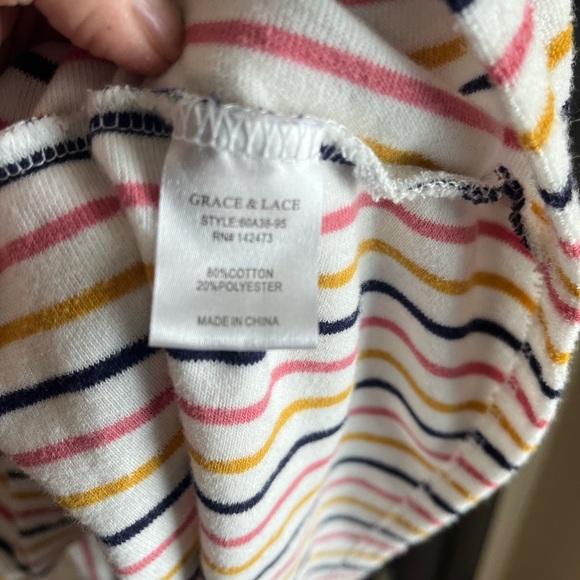 GRACE & LACE
STYLE:60A38-95
RN# 142473
80%COTTON
20%POLYESTER
MADE IN CHINA